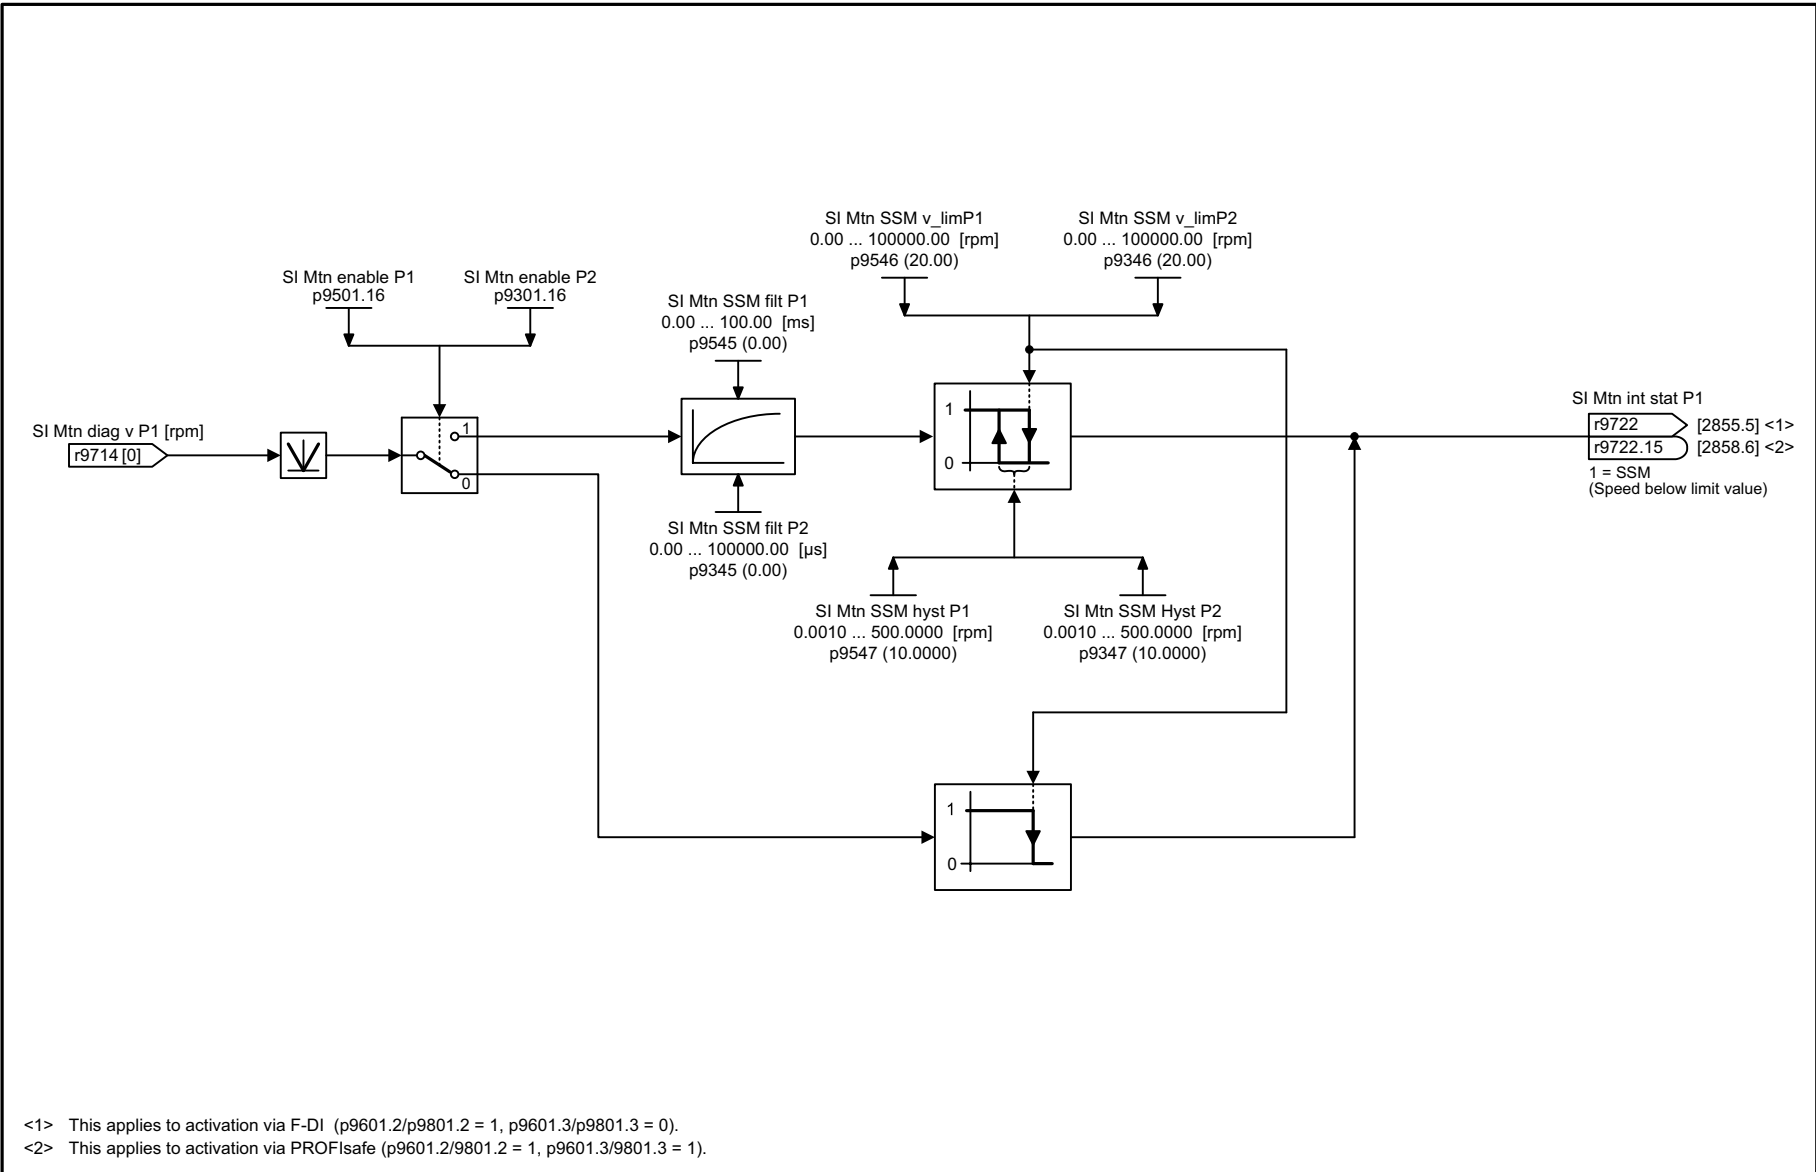 SI Mtn SSM v_limP1
0.00 ... 100000.00 [rpm]
p9546 (20.00)
SI Mtn SSM v_limP2
0.00 ... 100000.00 [rpm]
p9346 (20.00)
SI Mtn enable P1
p9501.16
SI Mtn enable P2
p9301.16
SI Mtn SSM filt P1
0.00 ... 100.00 [ms]
p9545 (0.00)
SI Mtn diag v P1 [rpm]
r9714 [0]
1
0
1
0
SI Mtn int stat P1
r9722
[2855.5] <1>
r9722.15
[2858.6] <2>
1 = SSM
(Speed below limit value)
SI Mtn SSM filt P2
0.00 ... 100000.00 [µs]
p9345 (0.00)
SI Mtn SSM hyst P1
0.0010 ... 500.0000 [rpm]
p9547 (10.0000)
SI Mtn SSM Hyst P2
0.0010 ... 500.0000 [rpm]
p9347 (10.0000)
1
0
<1> This applies to activation via F-DI (p9601.2/p9801.2 = 1, p9601.3/p9801.3 = 0).
<2> This applies to activation via PROFIsafe (p9601.2/9801.2 = 1, p9601.3/9801.3 = 1).